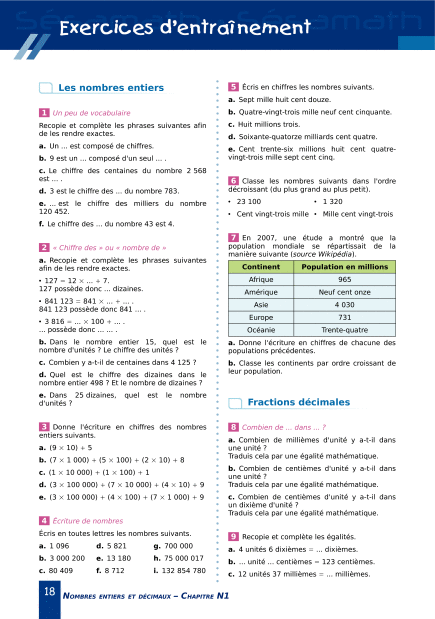 Exercices d'entraînement
Les nombres entiers
1 Un peu de vocabulaire
Recopie et complète les phrases suivantes afin
de les rendre exactes.
a. Un ... est composé de chiffres.
b. 9 est un ... composé d'un seul ... .
c. Le chiffre des centaines du nombre 2 568
est ... .
d. 3 est le chiffre des ... du nombre 783.
e. ... est le chiffre des milliers du nombre
120 452.
f. Le chiffre des ... du nombre 43 est 4.
2 « Chiffre des » ou « nombre de »
a. Recopie et complète les phrases suivantes
afin de les rendre exactes.
• 127 = 12 × ... + 7.
127 possède donc ... dizaines.
• 841 123 = 841 × ... + ... .
841 123 possède donc 841 ... .
• 3 816 = ... × 100 + ... .
... possède donc ... ... .
b. Dans le nombre entier 15, quel est le
nombre d'unités ? Le chiffre des unités ?
c. Combien y a-t-il de centaines dans 4 125 ?
d. Quel est le chiffre des dizaines dans le
nombre entier 498 ? Et le nombre de dizaines ?
e. Dans 25 dizaines, quel est le nombre
d'unités ?
3 Donne l'écriture en chiffres des nombres
entiers suivants.
a. (9 × 10) + 5
b. (7 × 1 000) + (5 × 100) + (2 × 10) + 8
c. (1 × 10 000) + (1 × 100) + 1
d. (3 × 100 000) + (7 × 10 000) + (4 × 10) + 9
e. (3 × 100 000) + (4 × 100) + (7 × 1 000) + 9
4 Écriture de nombres
Écris en toutes lettres les nombres suivants.
a. 1 096 d. 5 821 g. 700 000
b. 3 000 200 e. 13 180 h. 75 000 017
c. 80 409 f. 8 712 i. 132 854 780
5 Écris en chiffres les nombres suivants.
a. Sept mille huit cent douze.
b. Quatre-vingt-trois mille neuf cent cinquante.
c. Huit millions trois.
d. Soixante-quatorze milliards cent quatre.
e. Cent trente-six millions huit cent quatre-
vingt-trois mille sept cent cinq.
6 Classe les nombres suivants dans l'ordre
décroissant (du plus grand au plus petit).
• 23 100 • 1 320
• Cent vingt-trois mille • Mille cent vingt-trois
7 En 2007, une étude a montré que la
population mondiale se répartissait de la
manière suivante (source Wikipédia).
Continent Population en millions
Afrique 965
Amérique Neuf cent onze
Asie 4 030
Europe 731
Océanie Trente-quatre
a. Donne l'écriture en chiffres de chacune des
populations précédentes.
b. Classe les continents par ordre croissant de
leur population.
Fractions décimales
8 Combien de ... dans ... ?
a. Combien de millièmes d'unité y a-t-il dans
une unité ?
Traduis cela par une égalité mathématique.
b. Combien de centièmes d'unité y a-t-il dans
une unité ?
Traduis cela par une égalité mathématique.
c. Combien de centièmes d'unité y a-t-il dans
un dixième d'unité ?
Traduis cela par une égalité mathématique.
9 Recopie et complète les égalités.
a. 4 unités 6 dixièmes = ... dixièmes.
b. ... unité ... centièmes = 123 centièmes.
c. 12 unités 37 millièmes = ... millièmes.
18 NOMBRES ENTIERS ET DÉCIMAUX – CHAPITRE N1